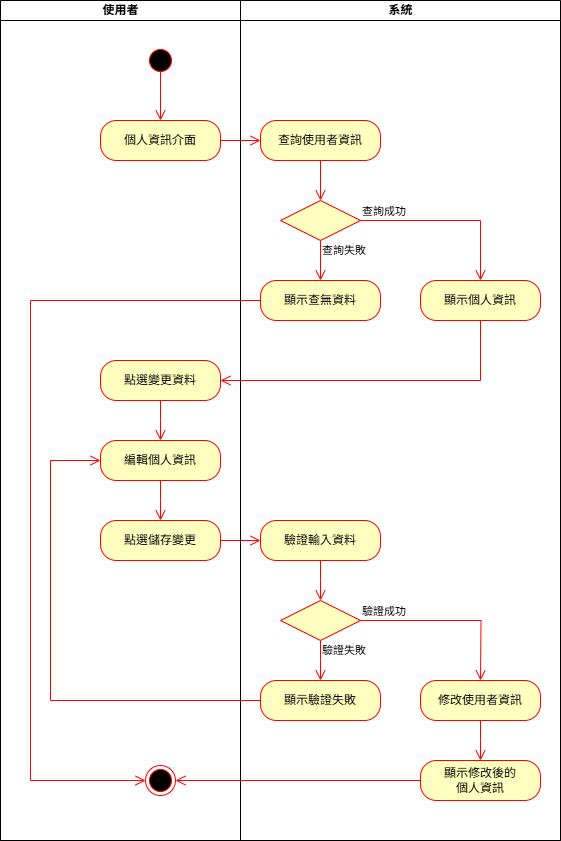 使用者
系統
個人資訊介面
查詢使用者資訊
查詢成功
查詢失敗
顯示查無資料
顯示個人資訊
點選變更資料
編輯個人資訊
點選儲存變更
驗證輸入資料
驗證成功
驗證失敗
顯示驗證失敗
修改使用者資訊
顯示修改後的
個人資訊